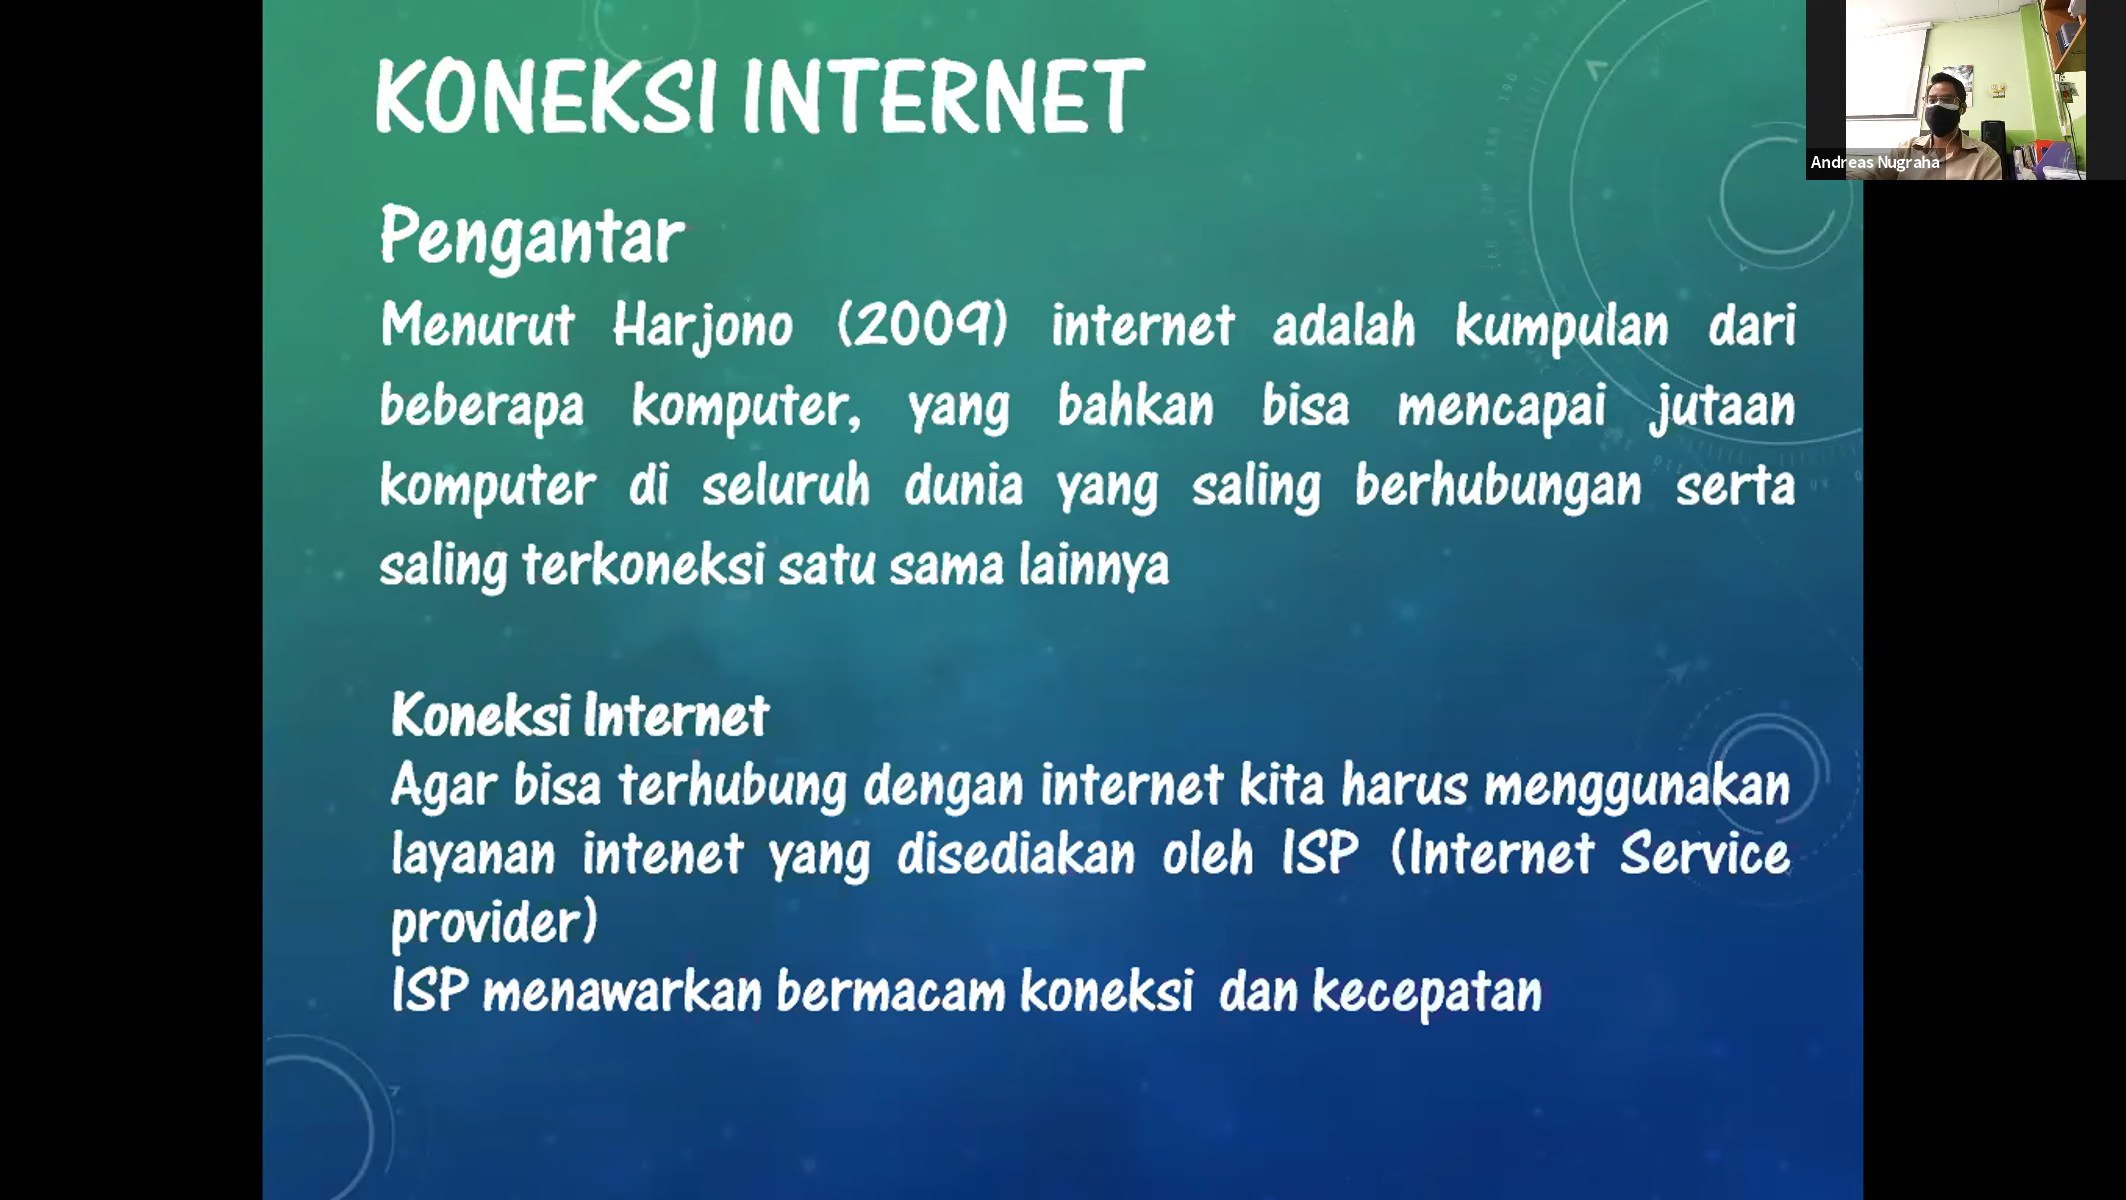 KONEKSI INTERNET
Pengantar
Menurut Harjono (2009) internet adalah kumpulan dari
beberapa komputer, yang bahkan bisa mencapai jutaan
komputer di seluruh dunia yang saling berhubungan serta
saling terkoneksi satu sama lainnya
Koneksi Internet
Agar bisa terhubung dengan internet kita harus menggunakan
layanan intenet yang disediakan oleh ISP (Internet Service
provider)
ISP menawarkan bermacam koneksi dan kecepatan
Andreas Nugraha